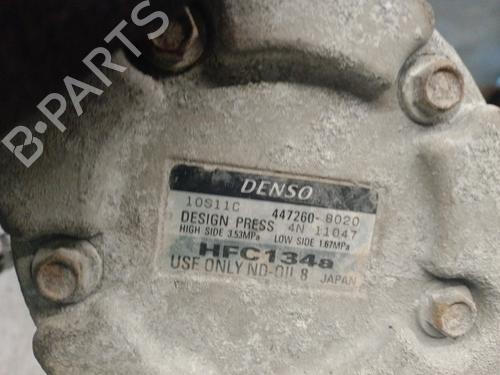 B-PARTS
DENSO
10S11C 447260-8020
DESIGN PRESS 4N 11047
HIGH SIDE 3.53MPa LOW SIDE 1.67MPa
HFC134a
USE ONLY ND-OIL 8 JAPAN